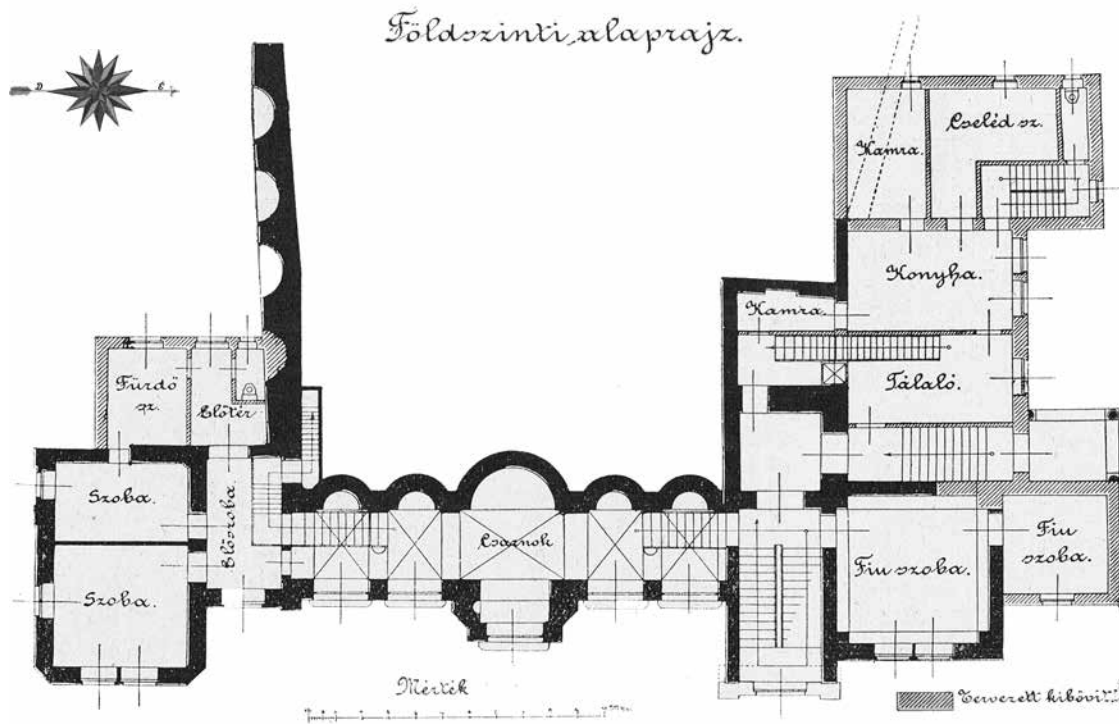 Földszinti alaprajz.
D É
Kamra.
Cseléd sz.
Konyha.
Kamra.
Tálaló.
Fürdő
sz.
Előtér
Szoba.
Előszoba.
Szoba.
Csarnok
Fiu szoba.
Fiu
szoba.
Mérték
Tervezett kibőví